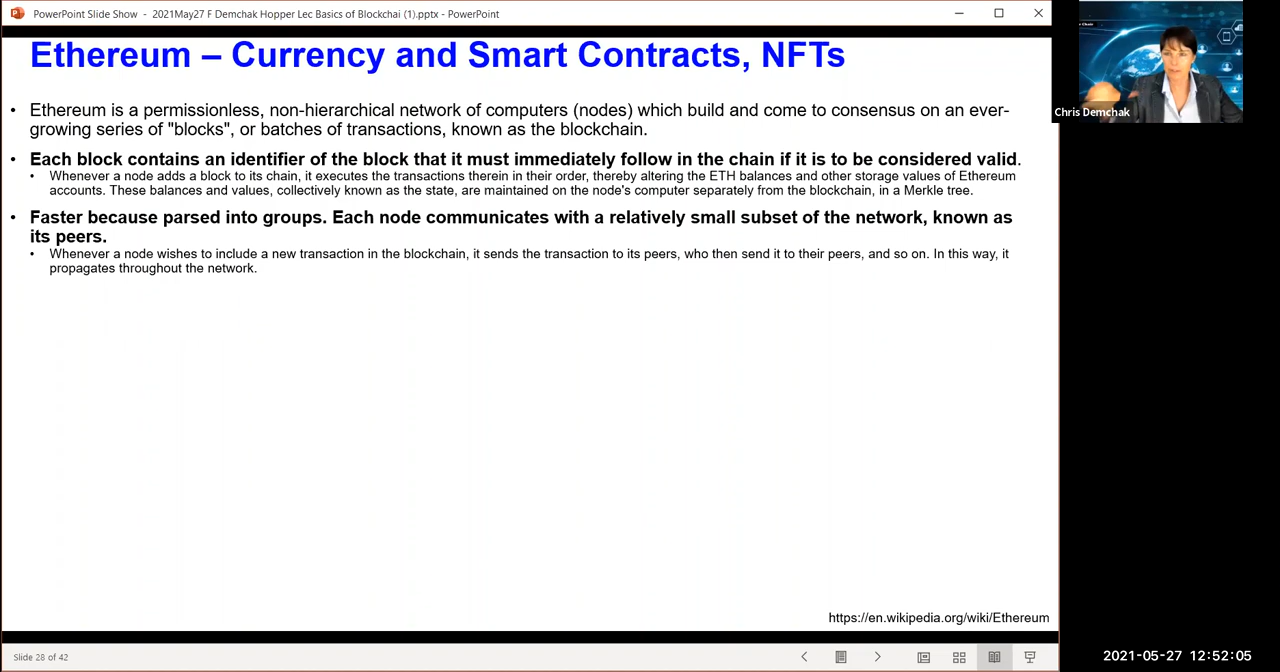 PowerPoint Slide Show - 2021May27 F Demchak Hopper Lec Basics of Blockchai (1).pptx - PowerPoint
Ethereum – Currency and Smart Contracts, NFTs
• Ethereum is a permissionless, non-hierarchical network of computers (nodes) which build and come to consensus on an ever-
growing series of "blocks", or batches of transactions, known as the blockchain.
• Each block contains an identifier of the block that it must immediately follow in the chain if it is to be considered valid.
• Whenever a node adds a block to its chain, it executes the transactions therein in their order, thereby altering the ETH balances and other storage values of Ethereum
accounts. These balances and values, collectively known as the state, are maintained on the node's computer separately from the blockchain, in a Merkle tree.
• Faster because parsed into groups. Each node communicates with a relatively small subset of the network, known as
its peers.
• Whenever a node wishes to include a new transaction in the blockchain, it sends the transaction to its peers, who then send it to their peers, and so on. In this way, it
propagates throughout the network.
https://en.wikipedia.org/wiki/Ethereum
Slide 28 of 42
Chris Demchak
2021-05-27 12:52:05